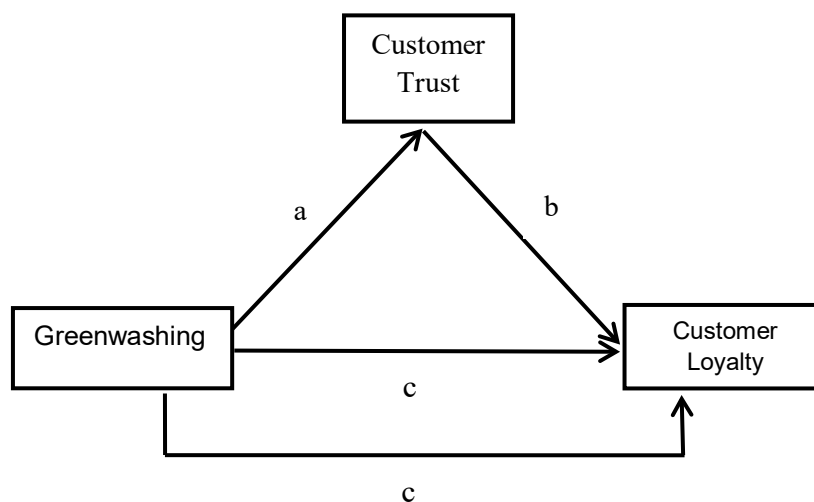 Customer
Trust
a
b
Greenwashing
Customer
Loyalty
c
c